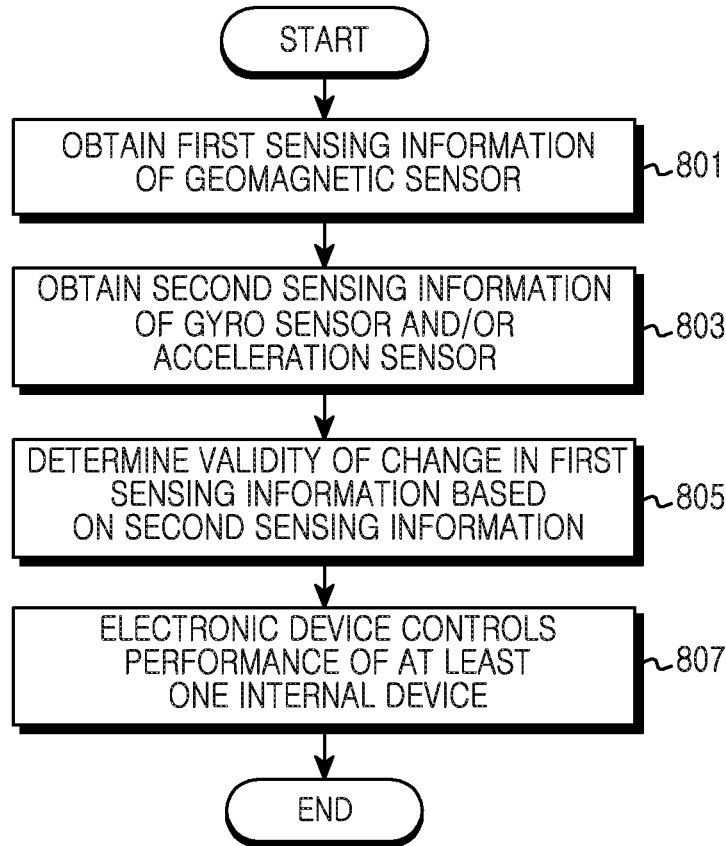 START
OBTAIN FIRST SENSING INFORMATION
OF GEOMAGNETIC SENSOR
801
OBTAIN SECOND SENSING INFORMATION
OF GYRO SENSOR AND/OR
ACCELERATION SENSOR
803
DETERMINE VALIDITY OF CHANGE IN FIRST
SENSING INFORMATION BASED
ON SECOND SENSING INFORMATION
805
ELECTRONIC DEVICE CONTROLS
PERFORMANCE OF AT LEAST
ONE INTERNAL DEVICE
807
END